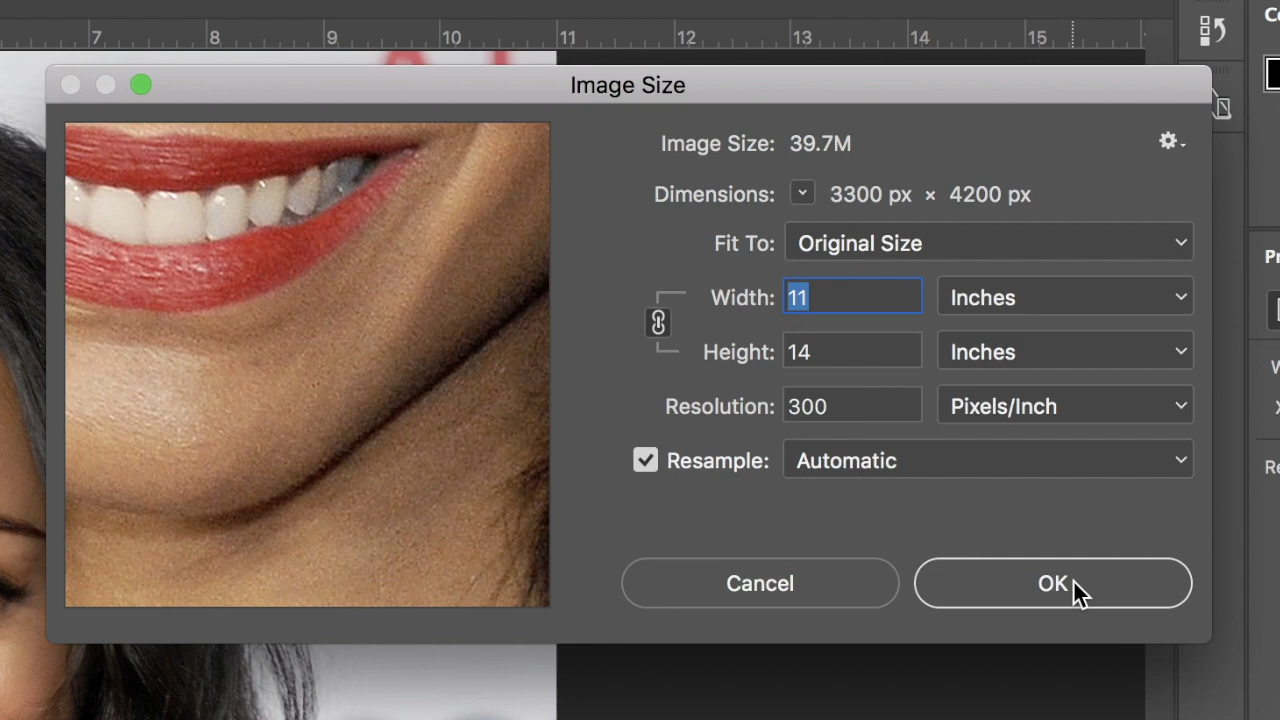 7 8 9 10 11 12 13 14 15
Image Size
Image Size: 39.7M
Dimensions: 3300 px × 4200 px
Fit To: Original Size
Width: 11 Inches
Height: 14 Inches
Resolution: 300 Pixels/Inch
Resample: Automatic
Cancel OK